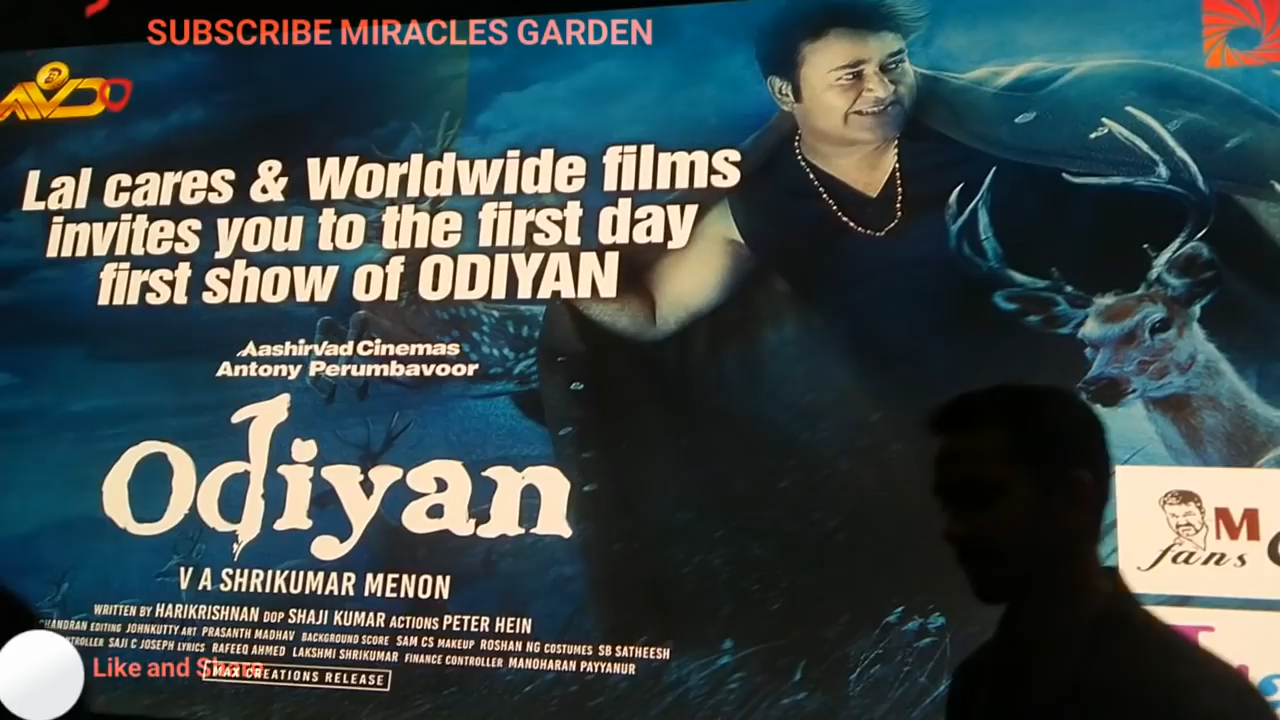 SUBSCRIBE MIRACLES GARDEN
Lal cares & Worldwide films
invites you to the first day
first show of ODIYAN
AashirVad Cinemas
Antony Perumbavoor
Odiyan
V A SHRIKUMAR MENON
WRITTEN BY HARIKRISHNAN DOP SHAJI KUMAR ACTIONS PETER HEIN
CHANDRAN EDITING JOHNKUTTY ART PRASANTH MADHAV BACKGROUND SCORE SAM CS MAKEUP ROSHAN NG COSTUMES SB SATHEESH
SAJI C JOSEPH LYRICS RAFEEQ AHMED LAKSHMI SHRIKUMAR FINANCE CONTROLLER MANOHARAN PAYYANUR
Like and Share
MAX CREATIONS RELEASE
M
fans